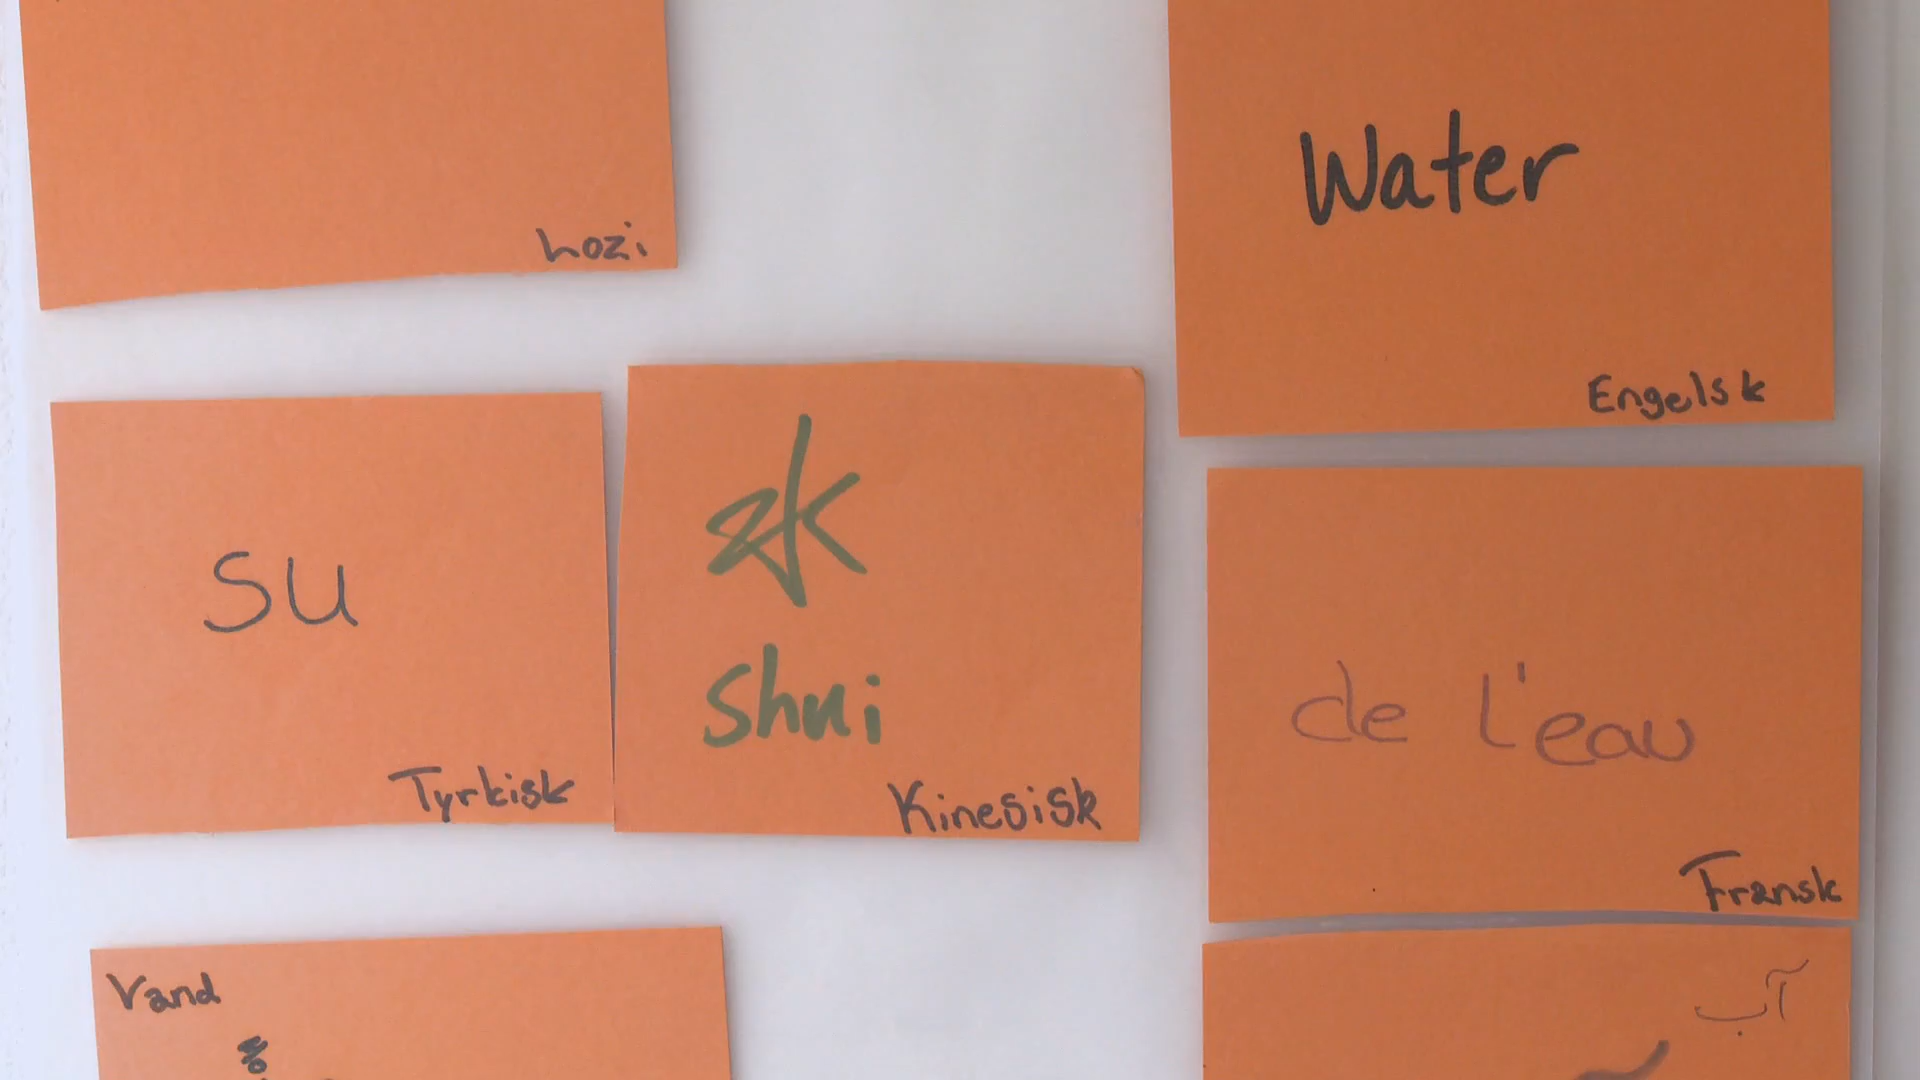 Lozi
Water
Engelsk
su
Tyrkisk
水
Shui
Kinesisk
de l'eau
Fransk
Vand
آب